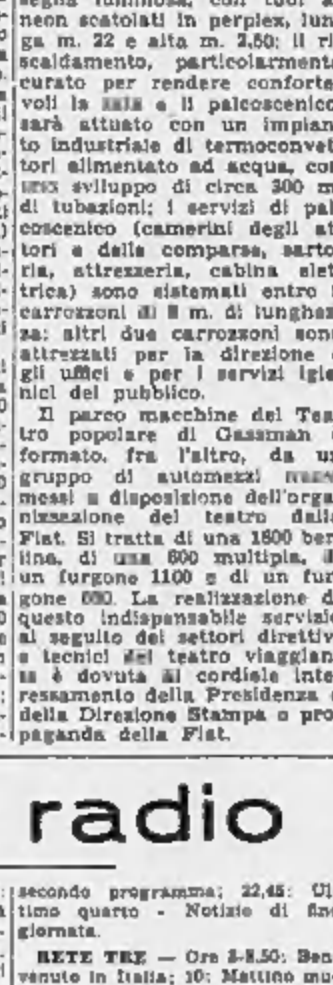 neon scatolati in perplex, lun
ga m. 22 e alta m. 2,50; il ri
scaldamento, particolarment
curato per rendere conforte
voli la sala e il palcoscenico
sarà attuato con un impian
to industriale di termoconvet
tori alimentato ad acqua, con
uno sviluppo di circa 300 m
di tubazioni; i servizi di pal
coscenico (camerini degli at
tori e delle comparse, sarto
ria, attrezzeria, cabina elet
trica) sono sistemati entro
carrozzoni di 8 m. di lunghez
za; altri due carrozzoni son
attrezzati per la direzione e
gli uffici e per i servizi igie
nici del pubblico.
Il parco macchine del Tea
tro popolare di Gassman
formato, fra l'altro, da un
gruppo di automezzi
messi a disposizione dell'orga
nizzazione del teatro dalla
Fiat. Si tratta di una 1800 ber
lina, di una 600 multipla, d
un furgone 1100 e di un fur
gone 600. La realizzazione d
questo indispensabile servizio
al seguito dei settori direttiv
e tecnici del teatro viaggian
te è dovuta al cordiale inte
ressamento della Presidenza e
della Direzione Stampa e pro
paganda della Fiat.
radio
secondo programma; 22,45: Ul
timo quarto - Notizie di fine
giornata.
RETE TRE — Ore 8-8,50: Ben
venuto in Italia; 10: Mattino mu